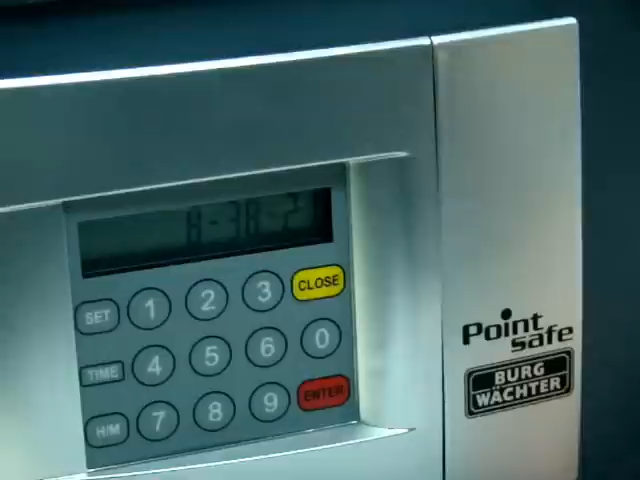 SET 1 2 3 CLOSE
TIME 4 5 6 0
H/M 7 8 9 ENTER
Point
safe
BURG
WÄCHTER